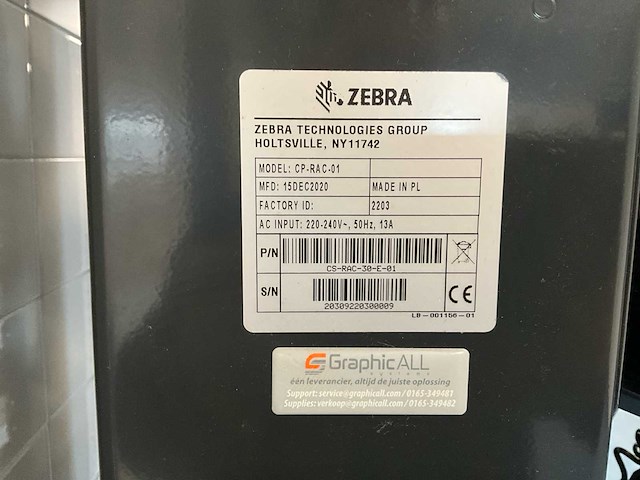 ZEBRA
ZEBRA TECHNOLOGIES GROUP
HOLTSVILLE, NY11742
MODEL: CP-RAC-01
MFD: 15DEC2020 MADE IN PL
FACTORY ID: 2203
AC INPUT: 220-240V~, 50Hz, 13A
P/N
CS-RAC-30-E-01
S/N
20309220300009
CE
LB-001156-01
GraphicALL
systems
één leverancier, altijd de juiste oplossing
Support: service@graphicall.com / 0165-349481
Supplies: verkoop@graphicall.com / 0165-349482